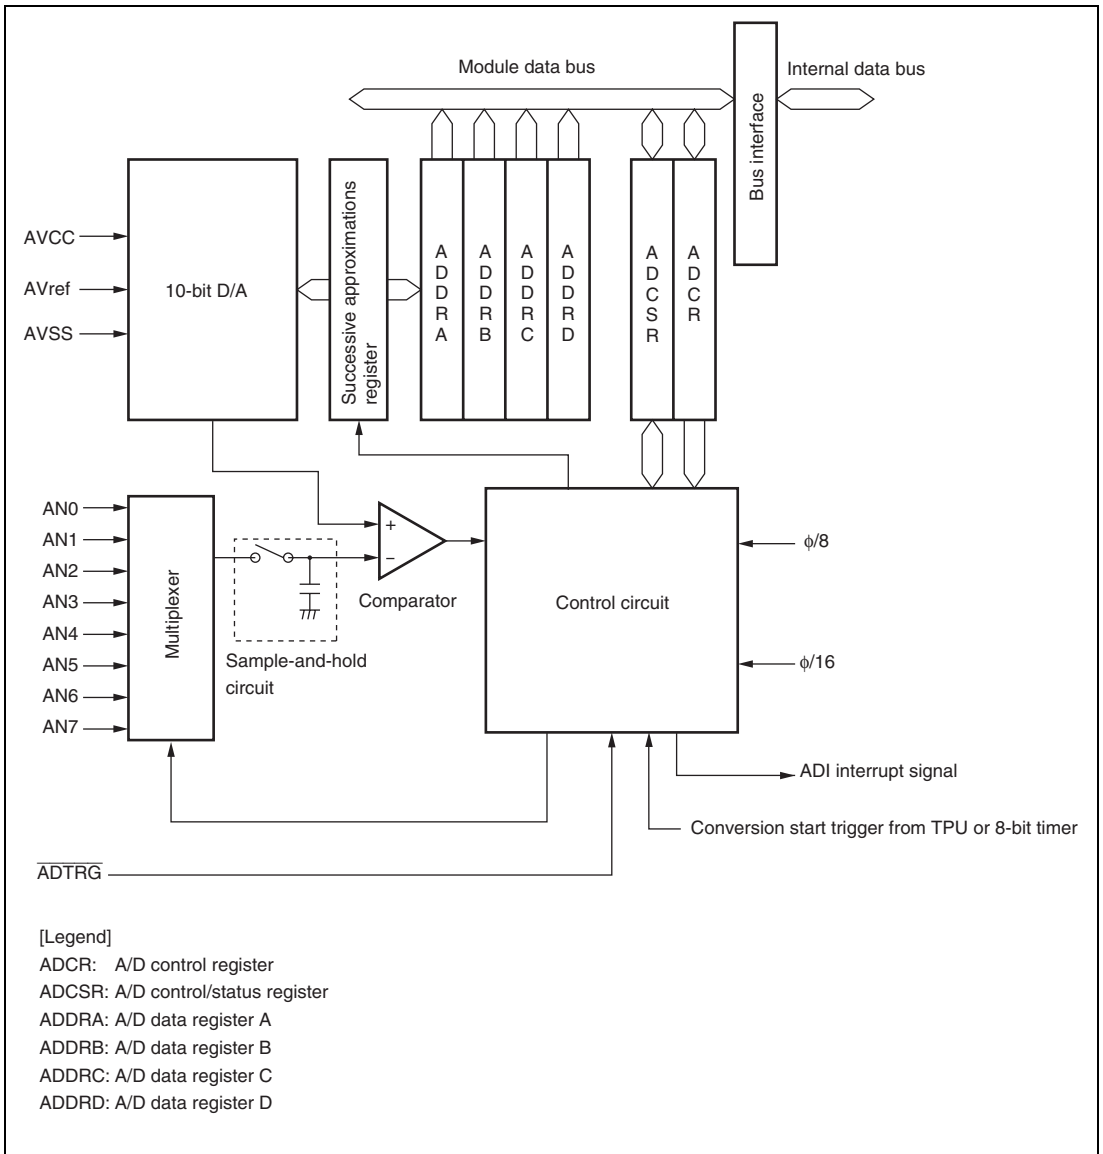 Module data bus
Internal data bus
Bus interface
AVCC
AVref
AVSS
10-bit D/A
Successive approximations
register
ADDRA
ADDRB
ADDRC
ADDRD
ADCSR
ADCR
AN0
AN1
AN2
AN3
AN4
AN5
AN6
AN7
Multiplexer
+
−
Comparator
Sample-and-hold
circuit
Control circuit
ϕ/8
ϕ/16
ADI interrupt signal
Conversion start trigger from TPU or 8-bit timer
ADTRG
[Legend]
ADCR: A/D control register
ADCSR: A/D control/status register
ADDRA: A/D data register A
ADDRB: A/D data register B
ADDRC: A/D data register C
ADDRD: A/D data register D